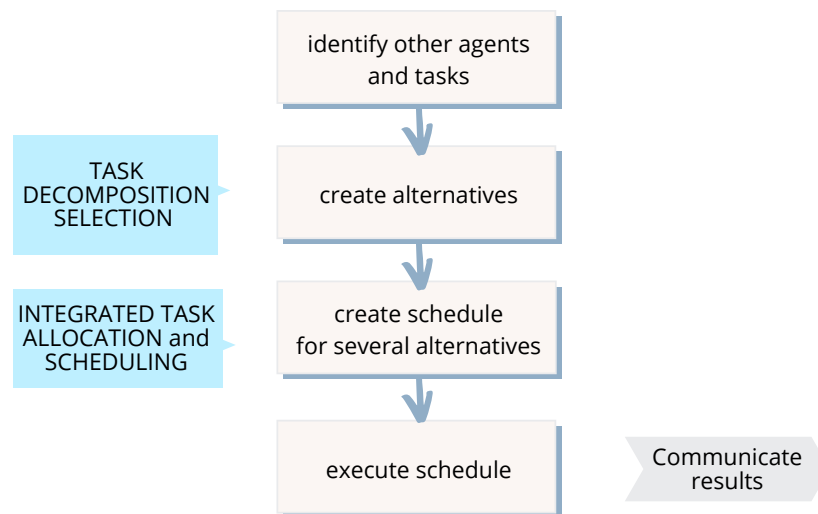 identify other agents
and tasks
TASK
DECOMPOSITION
SELECTION
create alternatives
INTEGRATED TASK
ALLOCATION and
SCHEDULING
create schedule
for several alternatives
execute schedule
Communicate
results